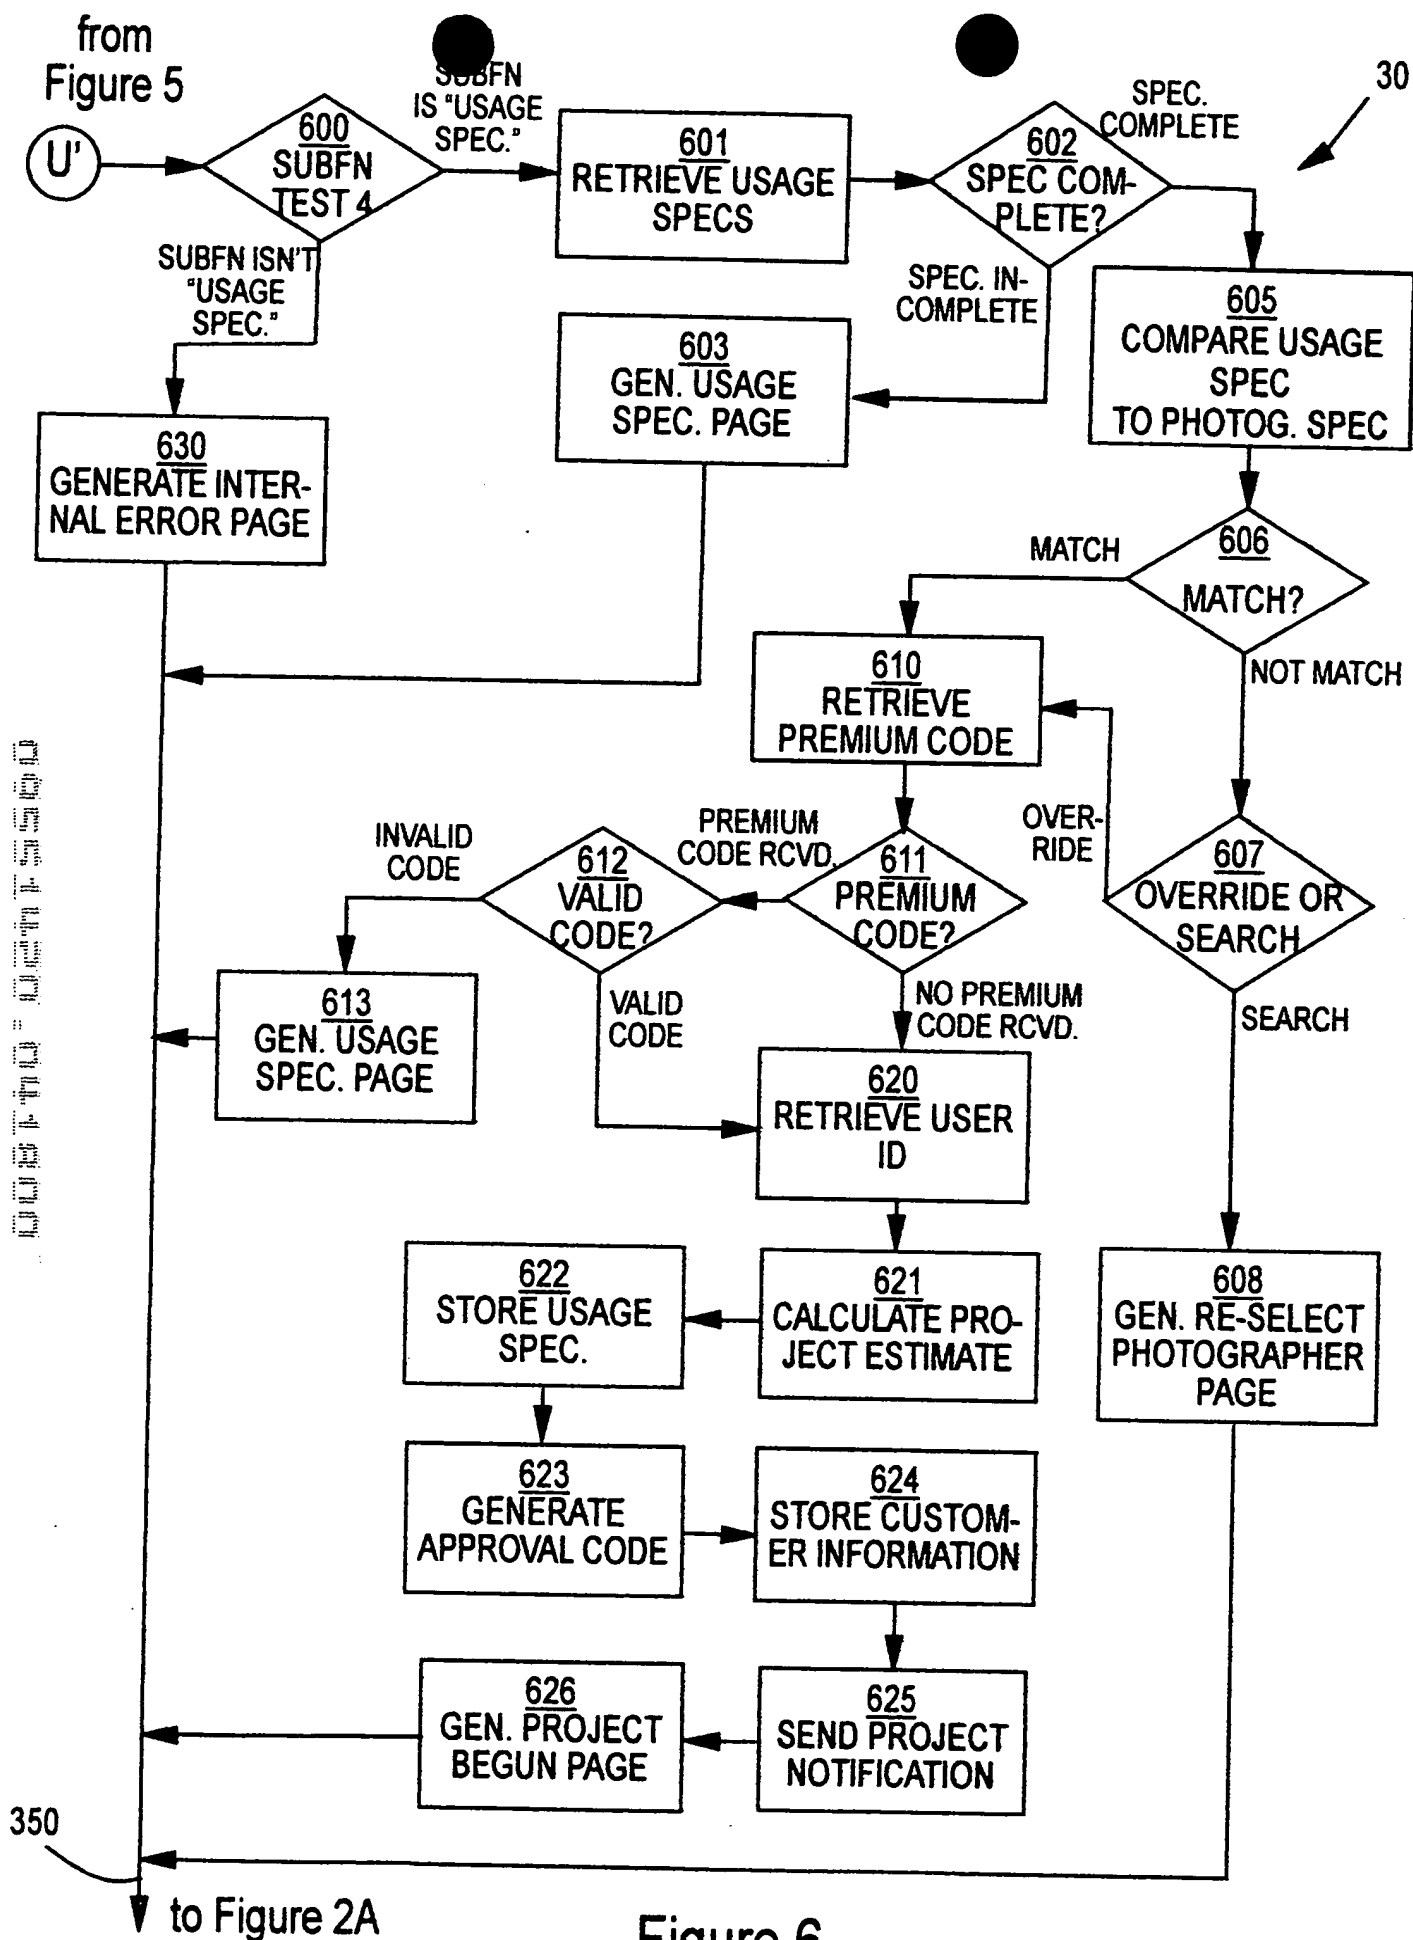 from
Figure 5
U'
600
SUBFN
TEST 4
SUBFN
IS "USAGE
SPEC."
601
RETRIEVE USAGE
SPECS
602
SPEC COM-
PLETE?
SPEC.
COMPLETE
30
SUBFN ISN'T
"USAGE
SPEC."
SPEC. IN-
COMPLETE
603
GEN. USAGE
SPEC. PAGE
605
COMPARE USAGE
SPEC
TO PHOTOG. SPEC
630
GENERATE INTER-
NAL ERROR PAGE
MATCH
606
MATCH?
NOT MATCH
610
RETRIEVE
PREMIUM CODE
OVER-
RIDE
607
OVERRIDE OR
SEARCH
INVALID
CODE
612
VALID
CODE?
PREMIUM
CODE RCVD.
611
PREMIUM
CODE?
613
GEN. USAGE
SPEC. PAGE
VALID
CODE
NO PREMIUM
CODE RCVD.
SEARCH
620
RETRIEVE USER
ID
622
STORE USAGE
SPEC.
621
CALCULATE PRO-
JECT ESTIMATE
608
GEN. RE-SELECT
PHOTOGRAPHER
PAGE
623
GENERATE
APPROVAL CODE
624
STORE CUSTOM-
ER INFORMATION
626
GEN. PROJECT
BEGUN PAGE
625
SEND PROJECT
NOTIFICATION
350
to Figure 2A
Figure 6